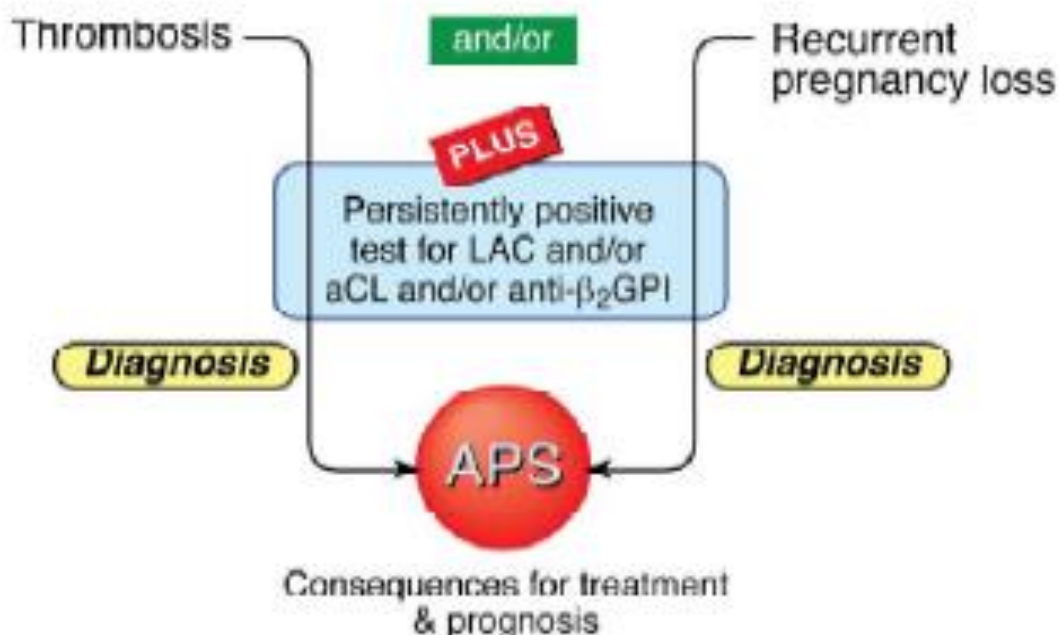 Thrombosis
and/or
Recurrent
pregnancy loss
PLUS
Persistently positive
test for LAC and/or
aCL and/or anti-β₂GPI
Diagnosis
Diagnosis
APS
Consequences for treatment
& prognosis